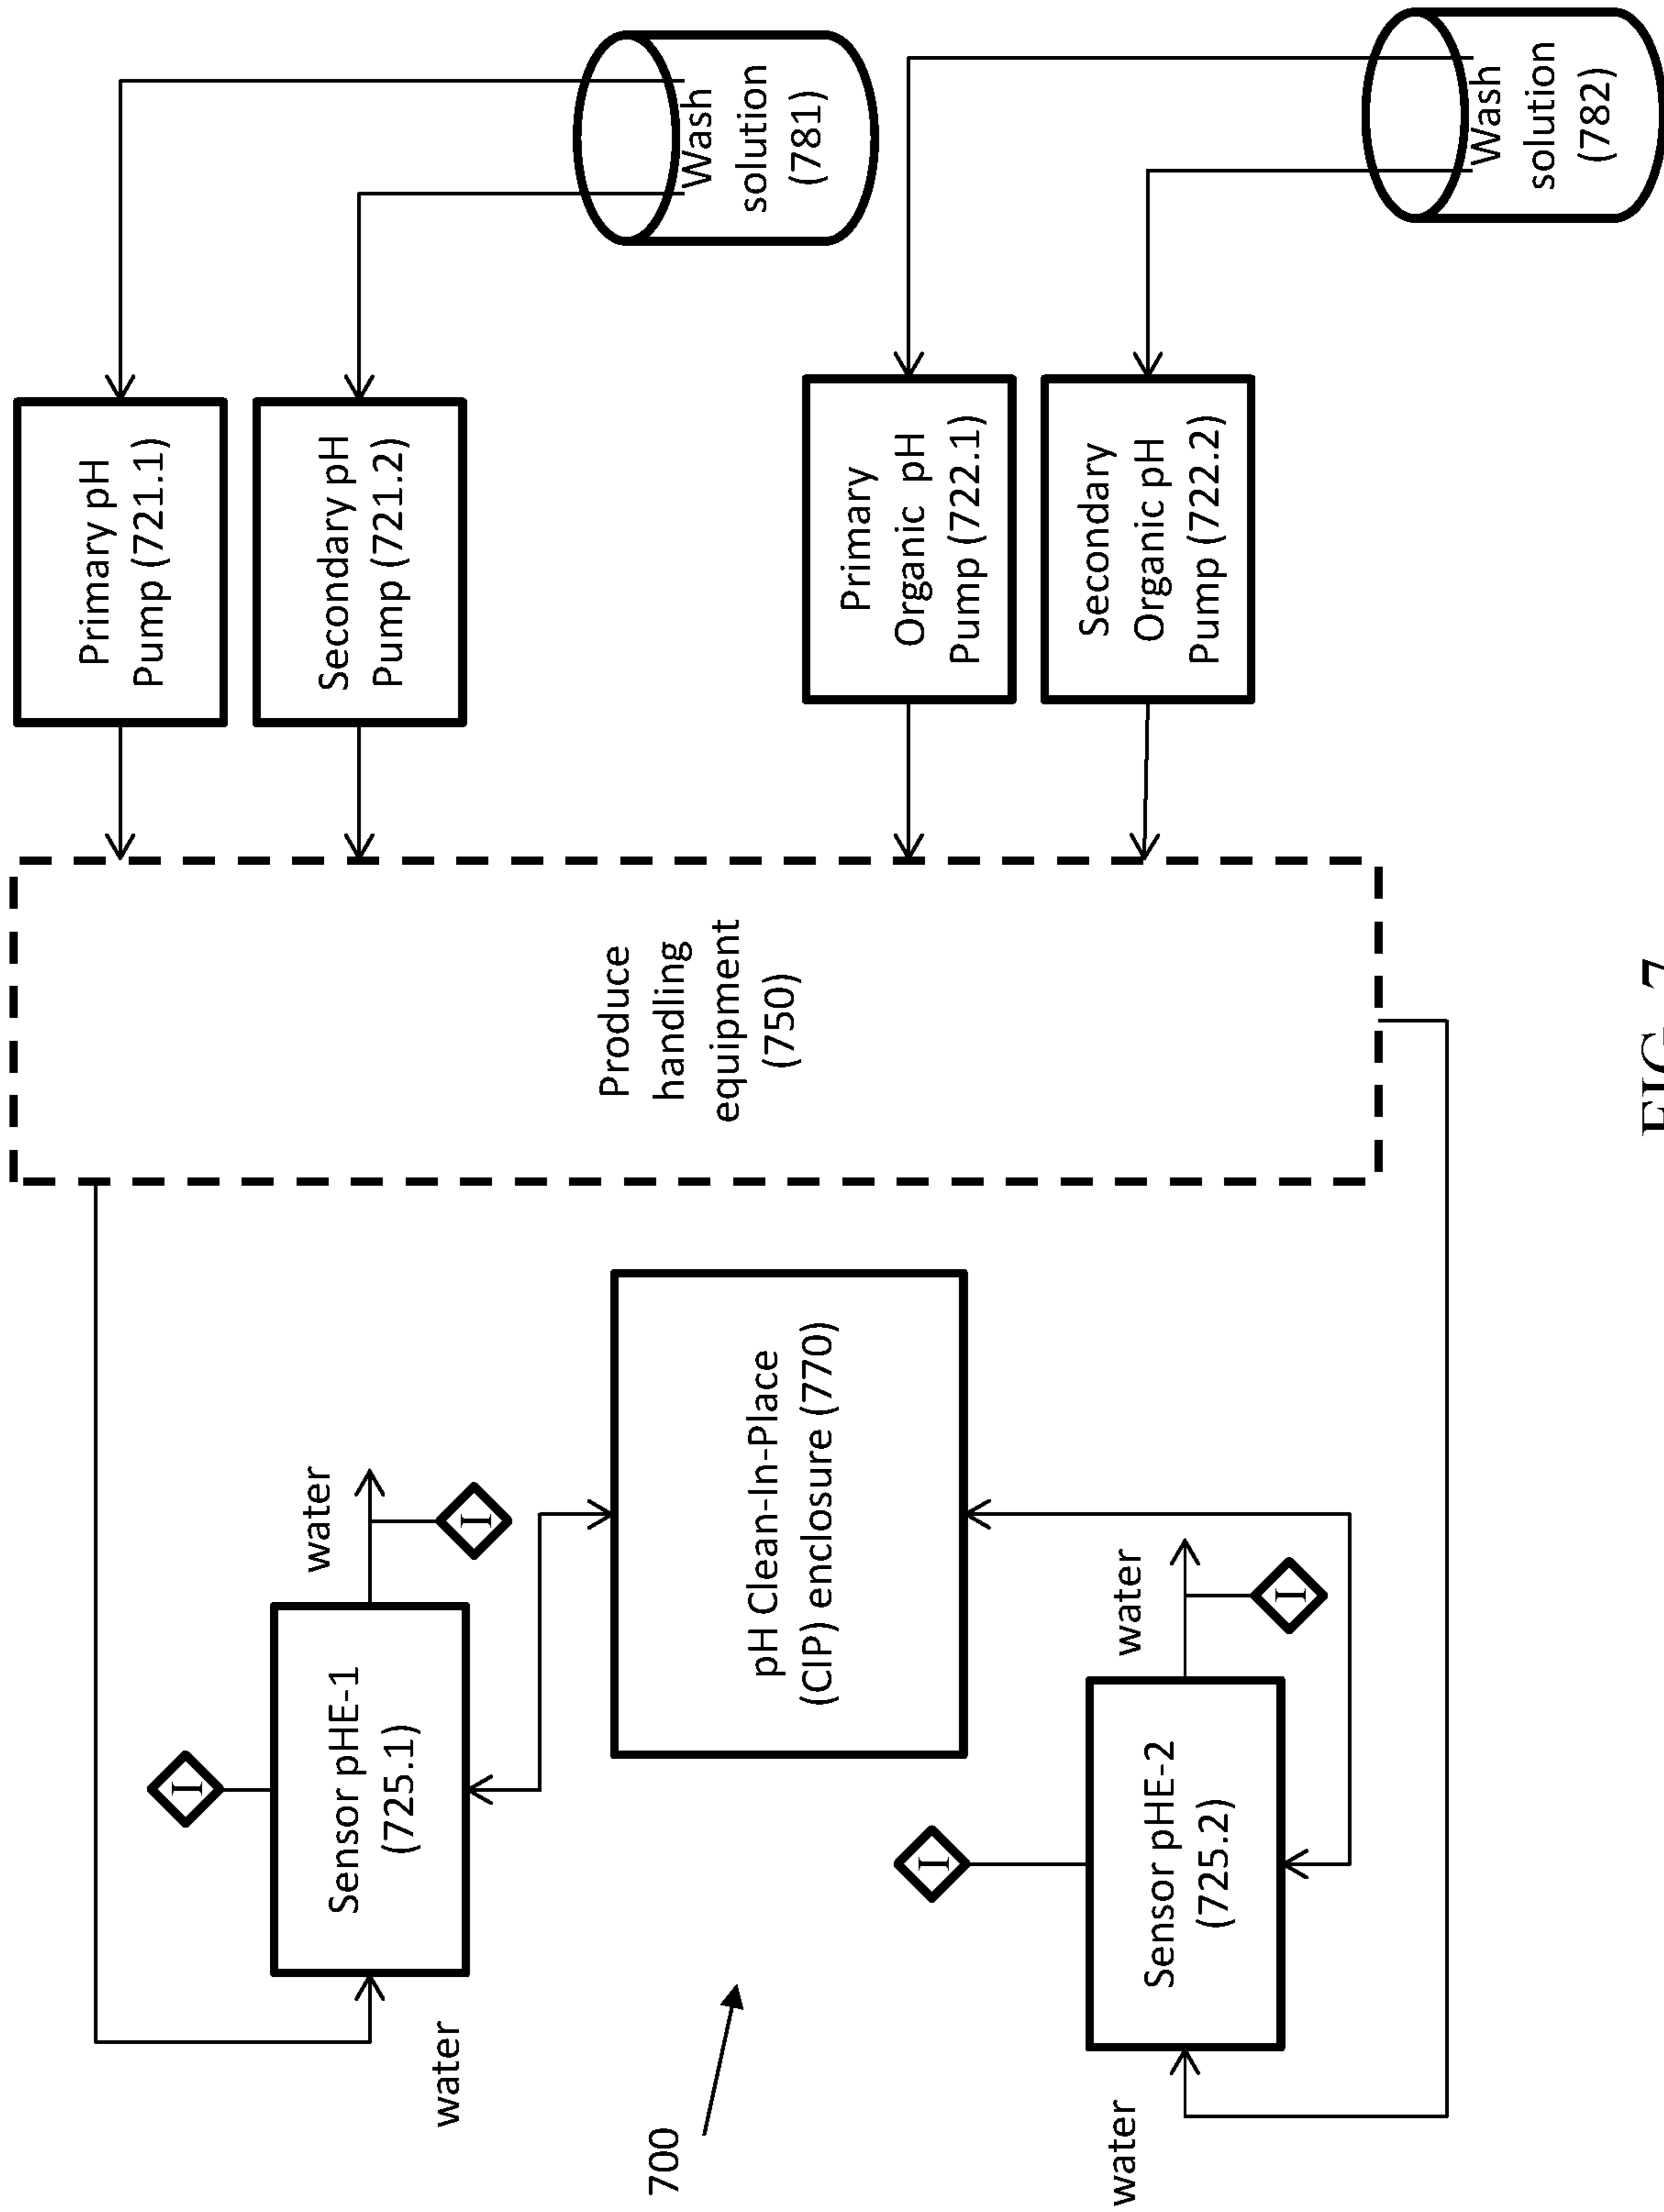 700
water
Sensor pHE-1
(725.1)
I
water
I
water
Sensor pHE-2
(725.2)
I
water
I
pH Clean-In-Place
(CIP) enclosure (770)
Produce
handling
equipment
(750)
Primary pH
Pump (721.1)
Secondary pH
Pump (721.2)
Primary
Organic pH
Pump (722.1)
Secondary
Organic pH
Pump (722.2)
Wash
solution
(781)
Wash
solution
(782)
FIG. 7